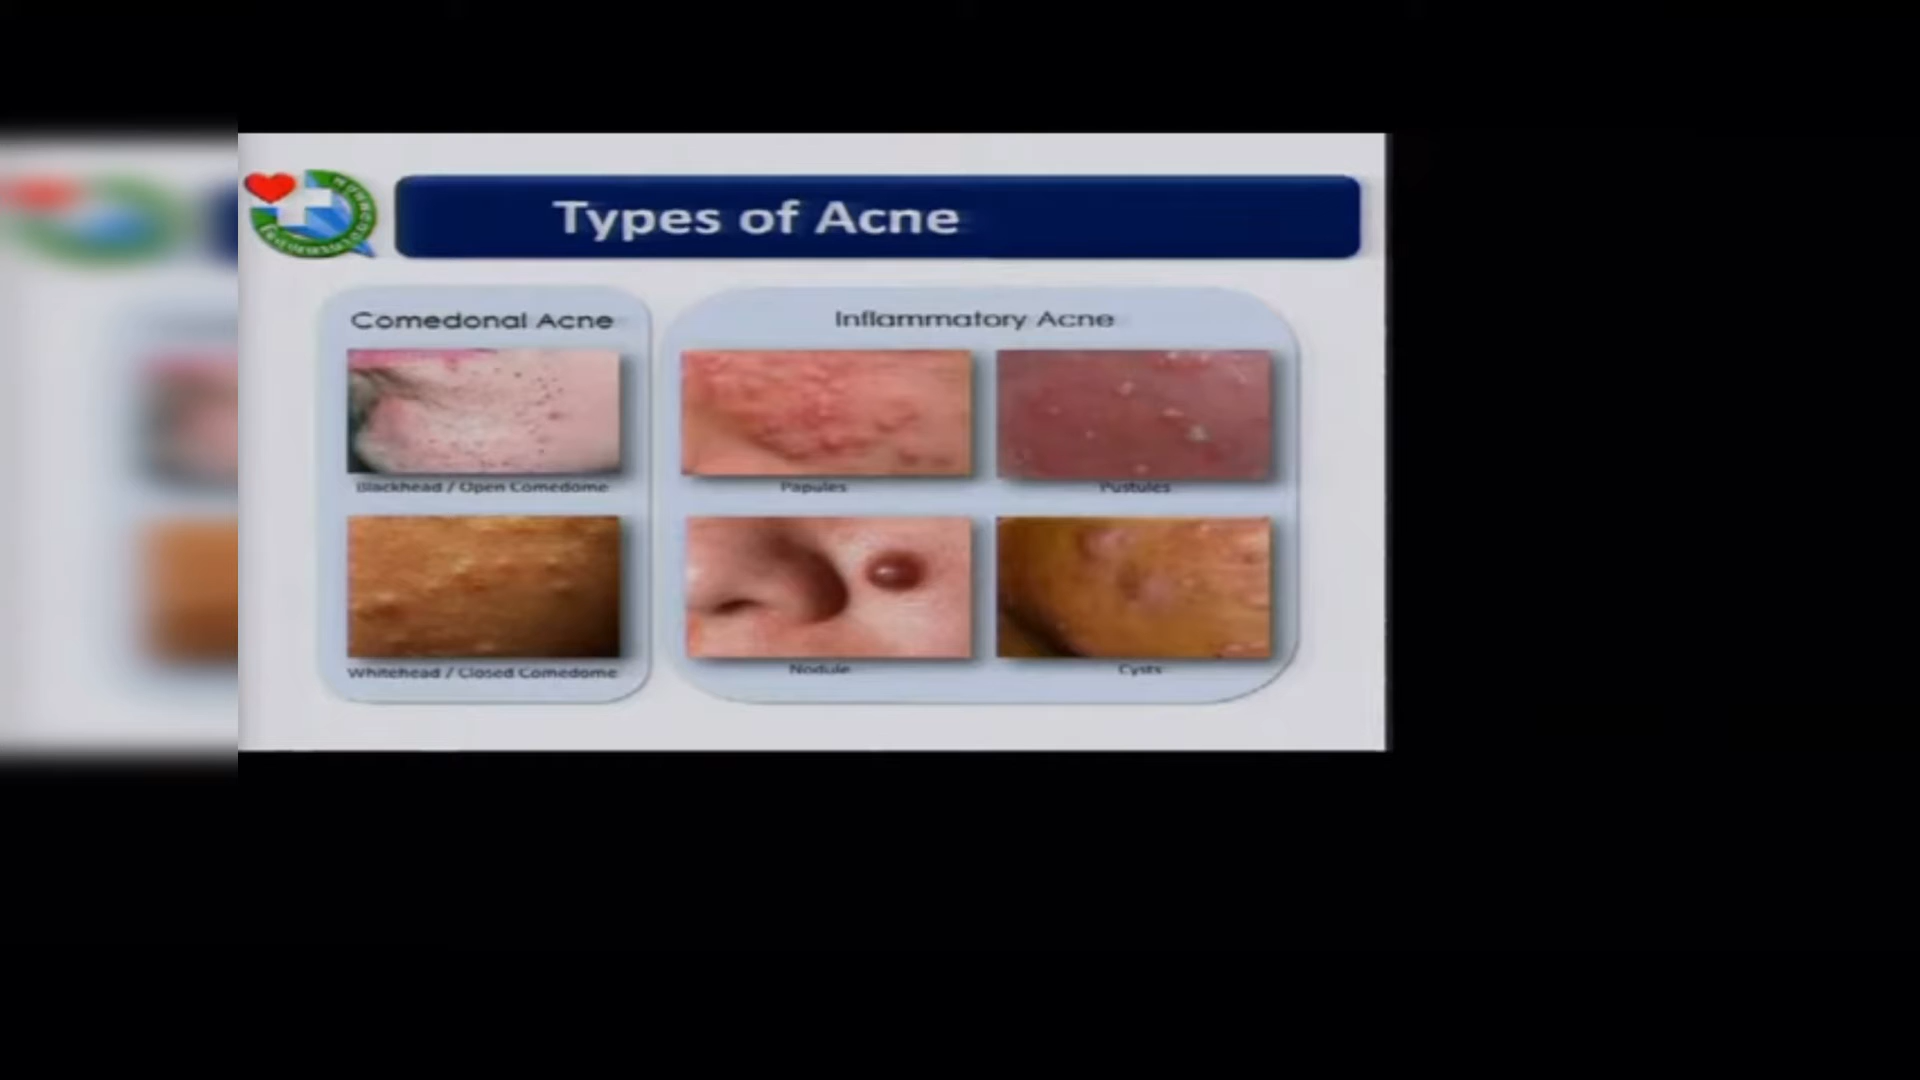 Types of Acne
Comedonal Acne
Inflammatory Acne
Blackhead / Open Comedome
Papules
Pustules
Whitehead / Closed Comedome
Nodule
Cysts